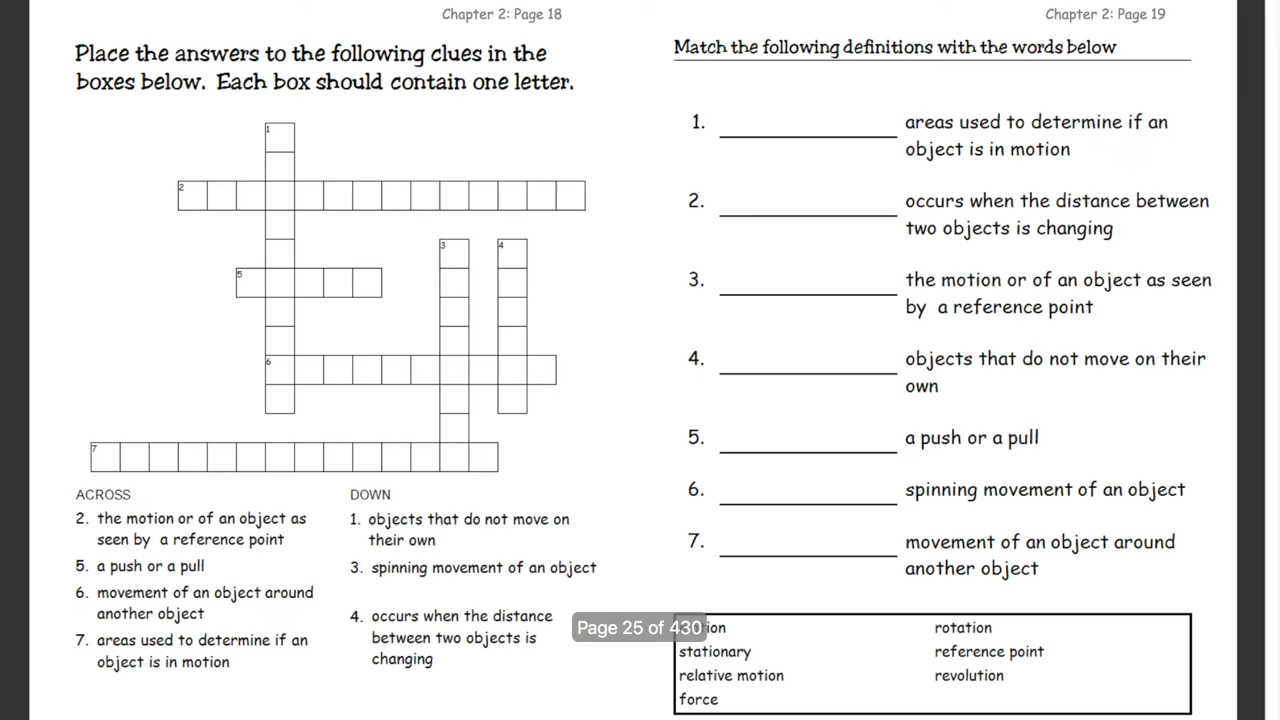 Chapter 2: Page 18
Place the answers to the following clues in the
boxes below.  Each box should contain one letter.
1
2
3
4
5
6
7
ACROSS
2. the motion or of an object as
seen by  a reference point
5. a push or a pull
6. movement of an object around
another object
7. areas used to determine if an
object is in motion
DOWN
1. objects that do not move on
their own
3. spinning movement of an object
4. occurs when the distance
between two objects is
changing
Chapter 2: Page 19
Match the following definitions with the words below
1. ________________ areas used to determine if an
object is in motion
2. ________________ occurs when the distance between
two objects is changing
3. ________________ the motion or of an object as seen
by  a reference point
4. ________________ objects that do not move on their
own
5. ________________ a push or a pull
6. ________________ spinning movement of an object
7. ________________ movement of an object around
another object
Page 25 of 430
rotation
stationary
reference point
relative motion
revolution
force